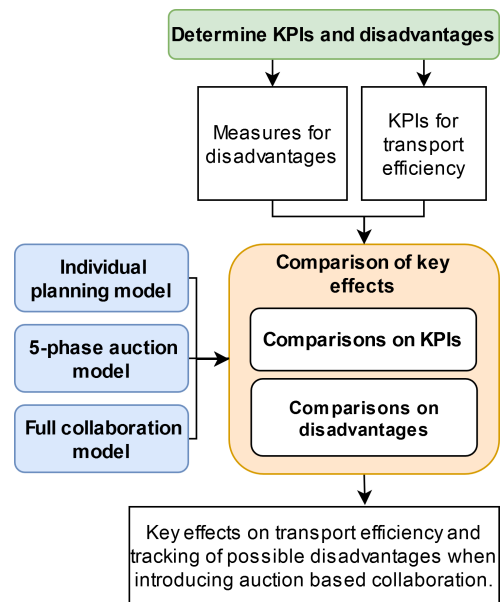 Determine KPIs and disadvantages
Measures for
disadvantages
KPIs for
transport
efficiency
Individual
planning model
5-phase auction
model
Full collaboration
model
Comparison of key
effects
Comparisons on KPIs
Comparisons on
disadvantages
Key effects on transport efficiency and
tracking of possible disadvantages when
introducing auction based collaboration.